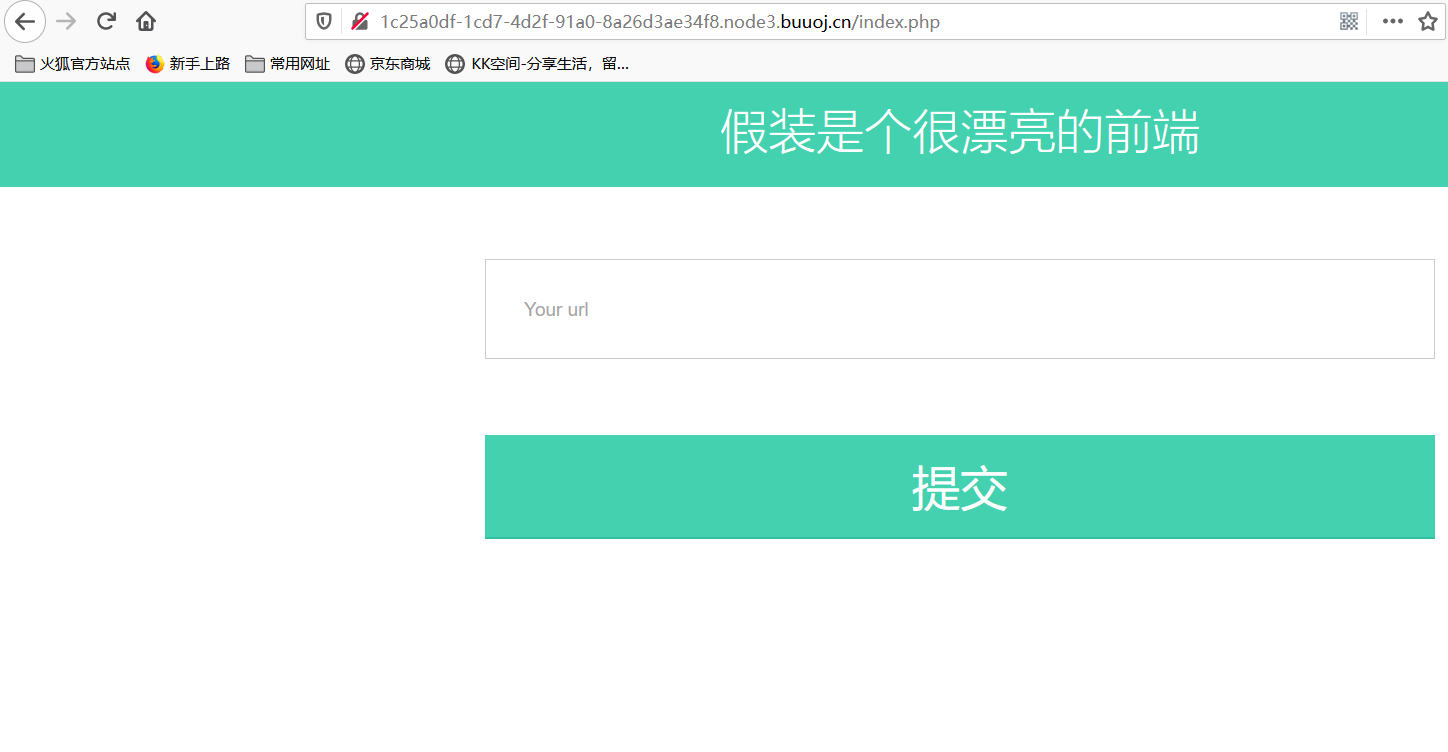 1c25a0df-1cd7-4d2f-91a0-8a26d3ae34f8.node3.buuoj.cn/index.php
火狐官方站点 新手上路 常用网址 京东商城 KK空间-分享生活，留...
假装是个很漂亮的前端
Your url
提交